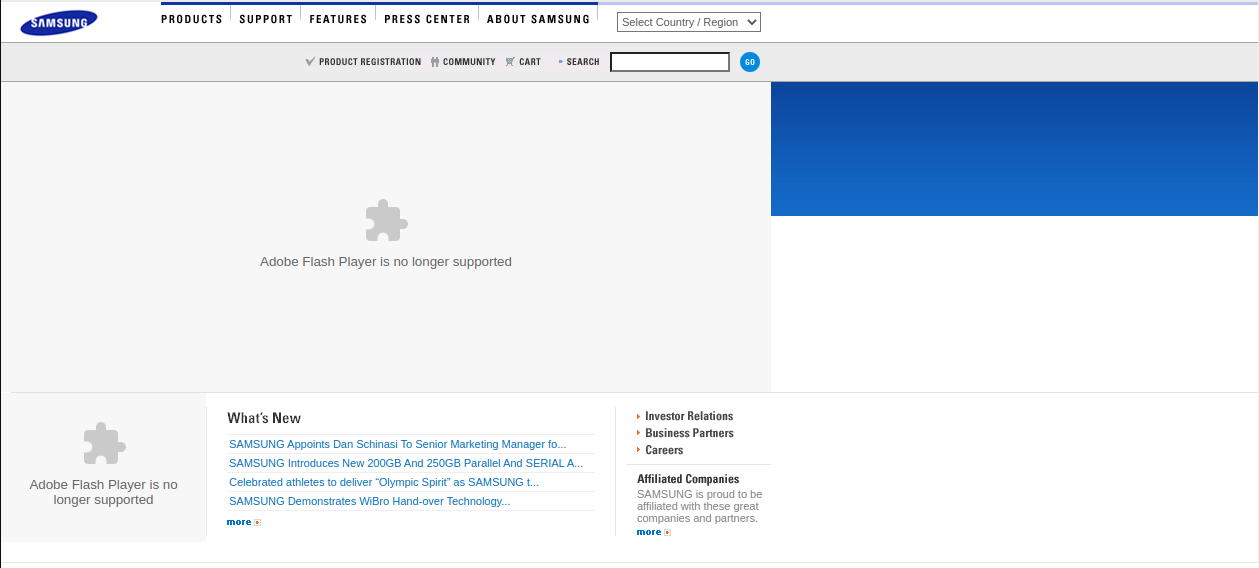 SAMSUNG
PRODUCTS
SUPPORT
FEATURES
PRESS CENTER
ABOUT SAMSUNG
Select Country / Region
PRODUCT REGISTRATION
COMMUNITY
CART
SEARCH
GO
Adobe Flash Player is no longer supported
Adobe Flash Player is no
longer supported
What's New
SAMSUNG Appoints Dan Schinasi To Senior Marketing Manager fo...
SAMSUNG Introduces New 200GB And 250GB Parallel And SERIAL A...
Celebrated athletes to deliver “Olympic Spirit” as SAMSUNG t...
SAMSUNG Demonstrates WiBro Hand-over Technology...
more
Investor Relations
Business Partners
Careers
Affiliated Companies
SAMSUNG is proud to be
affiliated with these great
companies and partners.
more